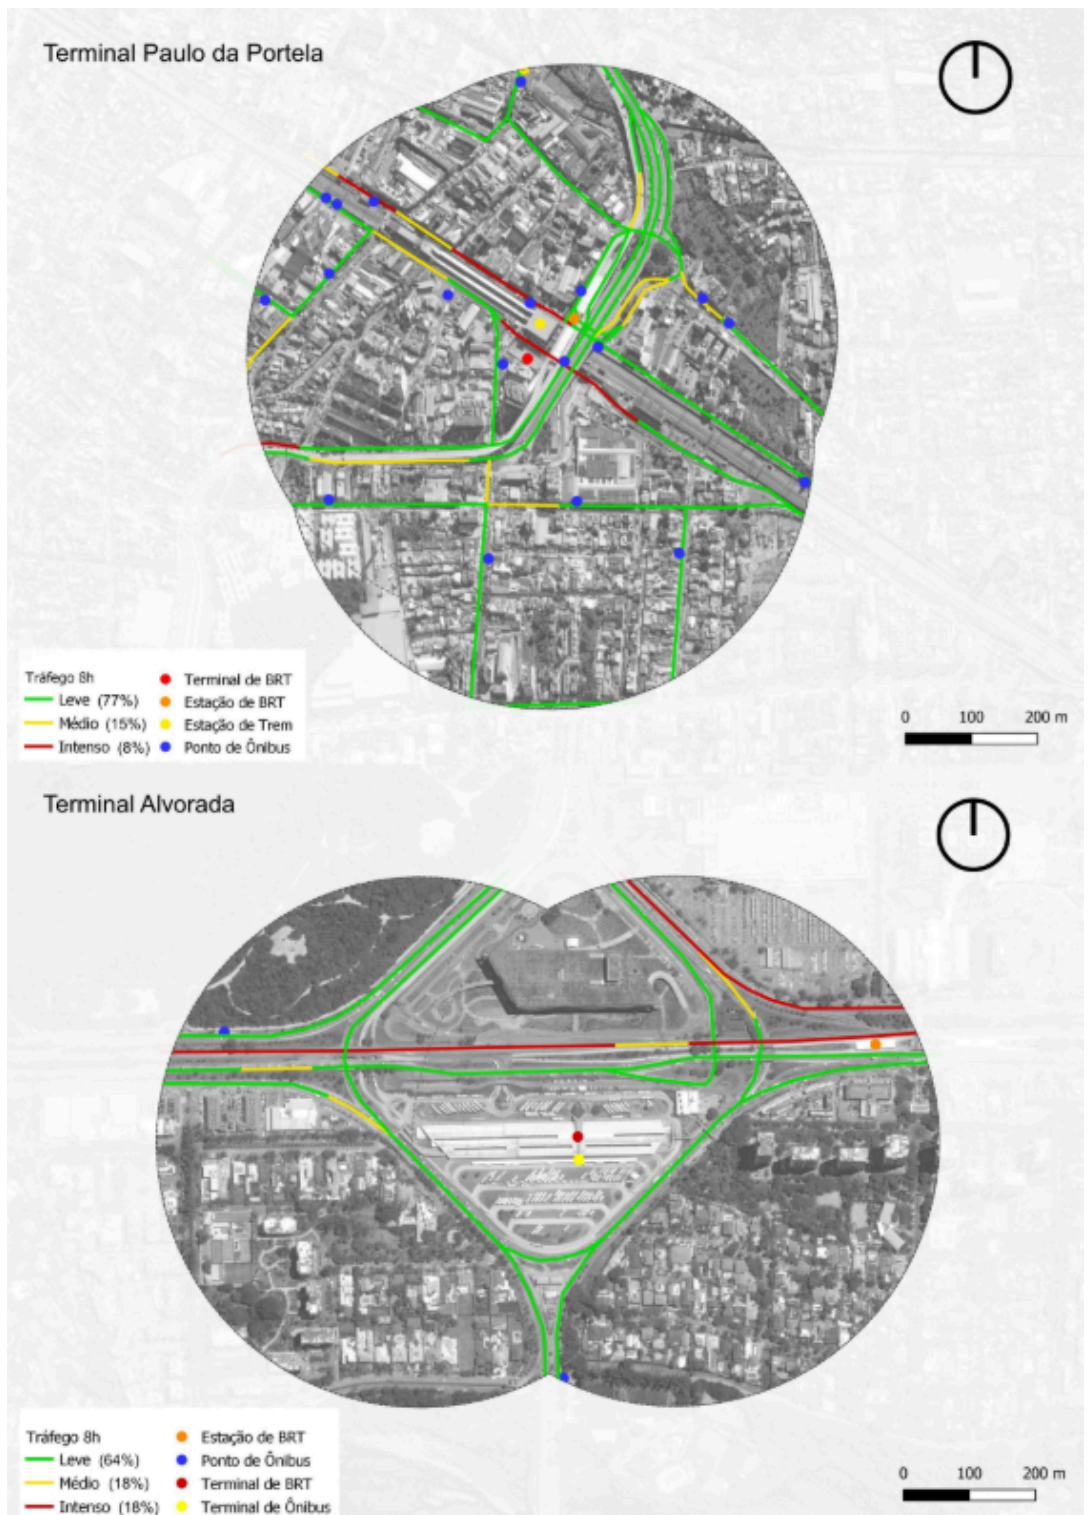 Terminal Paulo da Portela
Tráfego 8h
Leve (77%)
Médio (15%)
Intenso (8%)
Terminal de BRT
Estação de BRT
Estação de Trem
Ponto de Ônibus
0 100 200 m
Terminal Alvorada
Tráfego 8h
Leve (64%)
Médio (18%)
Intenso (18%)
Estação de BRT
Ponto de Ônibus
Terminal de BRT
Terminal de Ônibus
0 100 200 m